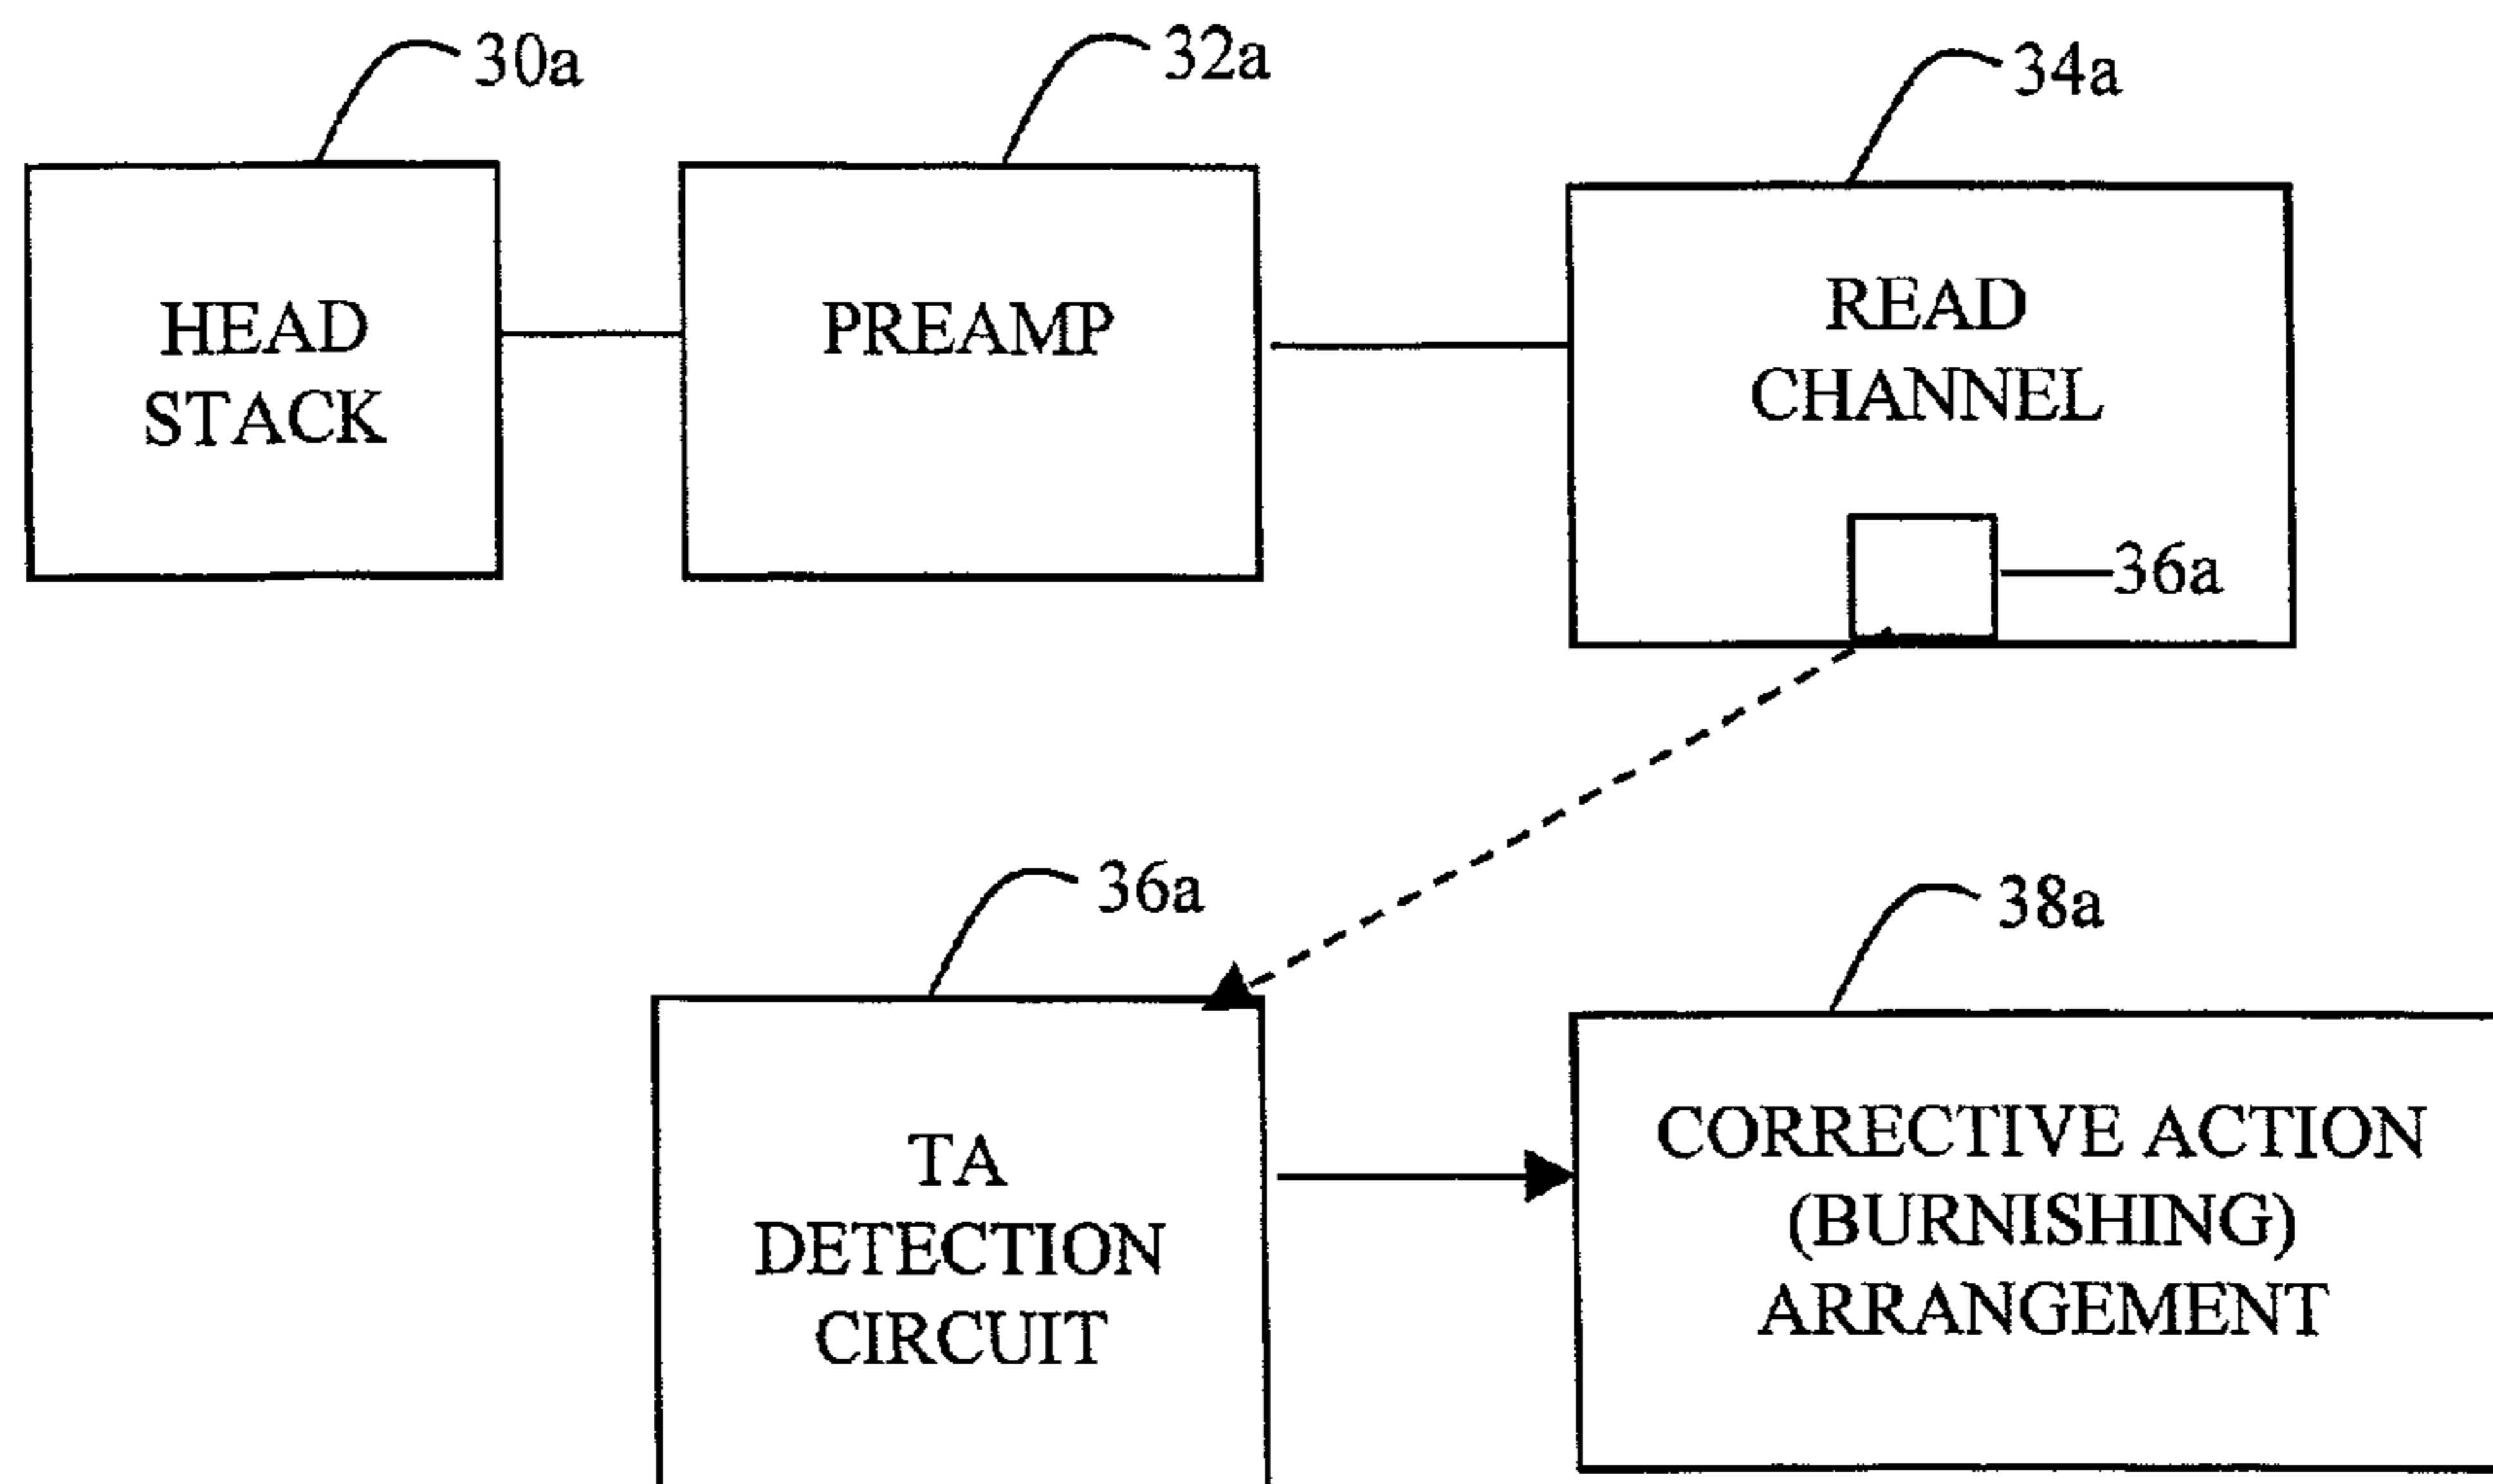 30a
32a
34a
HEAD
STACK
PREAMP
READ
CHANNEL
36a
36a
38a
TA
DETECTION
CIRCUIT
CORRECTIVE ACTION
(BURNISHING)
ARRANGEMENT